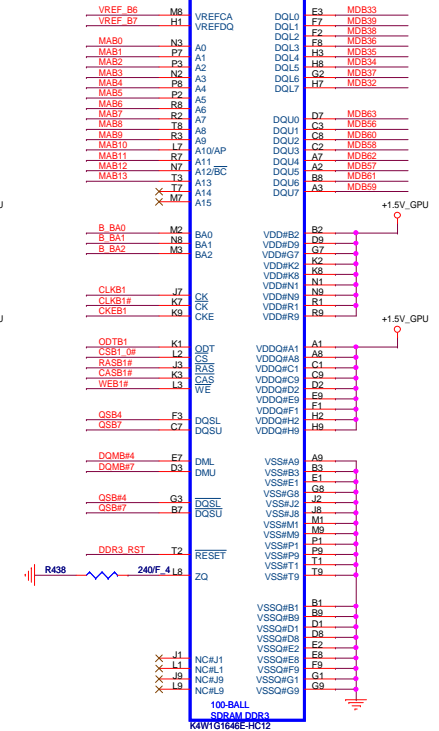 VREF_B6 M8 VREFCA DQL0 E3 MDB33
VREF_B7 H1 VREFDQ DQL1 F7 MDB39
DQL2 F2 MDB38
MAB0 N3 A0 DQL3 F8 MDB36
MAB1 P7 A1 DQL4 H3 MDB35
MAB2 P3 A2 DQL5 H8 MDB34
MAB3 N2 A3 DQL6 G2 MDB37
MAB4 P8 A4 DQL7 H7 MDB32
MAB5 P2 A5
MAB6 R8 A6
MAB7 R2 A7 DQU0 D7 MDB63
MAB8 T8 A8 DQU1 C3 MDB56
MAB9 R3 A9 DQU2 C8 MDB60
MAB10 L7 A10/AP DQU3 C2 MDB58
MAB11 R7 A11 DQU4 A7 MDB62
MAB12 N7 A12/BC DQU5 A2 MDB57
MAB13 T3 A13 DQU6 B8 MDB61
T7 A14 DQU7 A3 MDB59
M7 A15
+1.5V_GPU
B_BA0 M2 BA0 VDD#B2 B2
B_BA1 N8 BA1 VDD#D9 D9
B_BA2 M3 BA2 VDD#G7 G7
VDD#K2 K2
VDD#K8 K8
VDD#N1 N1
CLKB1 J7 CK VDD#N9 N9
CLKB1# K7 CK VDD#R1 R1
CKEB1 K9 CKE VDD#R9 R9
+1.5V_GPU
ODTB1 K1 ODT VDDQ#A1 A1
CSB1_0# L2 CS VDDQ#A8 A8
RASB1# J3 RAS VDDQ#C1 C1
CASB1# K3 CAS VDDQ#C9 C9
WEB1# L3 WE VDDQ#D2 D2
VDDQ#E9 E9
VDDQ#F1 F1
QSB4 F3 DQSL VDDQ#H2 H2
QSB7 C7 DQSU VDDQ#H9 H9
DQMB#4 E7 DML VSS#A9 A9
DQMB#7 D3 DMU VSS#B3 B3
VSS#E1 E1
VSS#G8 G8
QSB#4 G3 DQSL VSS#J2 J2
QSB#7 B7 DQSU VSS#J8 J8
VSS#M1 M1
VSS#M9 M9
VSS#P1 P1
DDR3_RST T2 RESET VSS#P9 P9
VSS#T1 T1
R438 240/F_4 L8 ZQ VSS#T9 T9
VSSQ#B1 B1
VSSQ#B9 B9
VSSQ#D1 D1
VSSQ#D8 D8
VSSQ#E2 E2
J1 NC#J1 VSSQ#E8 E8
L1 NC#L1 VSSQ#F9 F9
J9 NC#J9 VSSQ#G1 G1
L9 NC#L9 VSSQ#G9 G9
100-BALL
SDRAM DDR3
K4W1G1646E-HC12